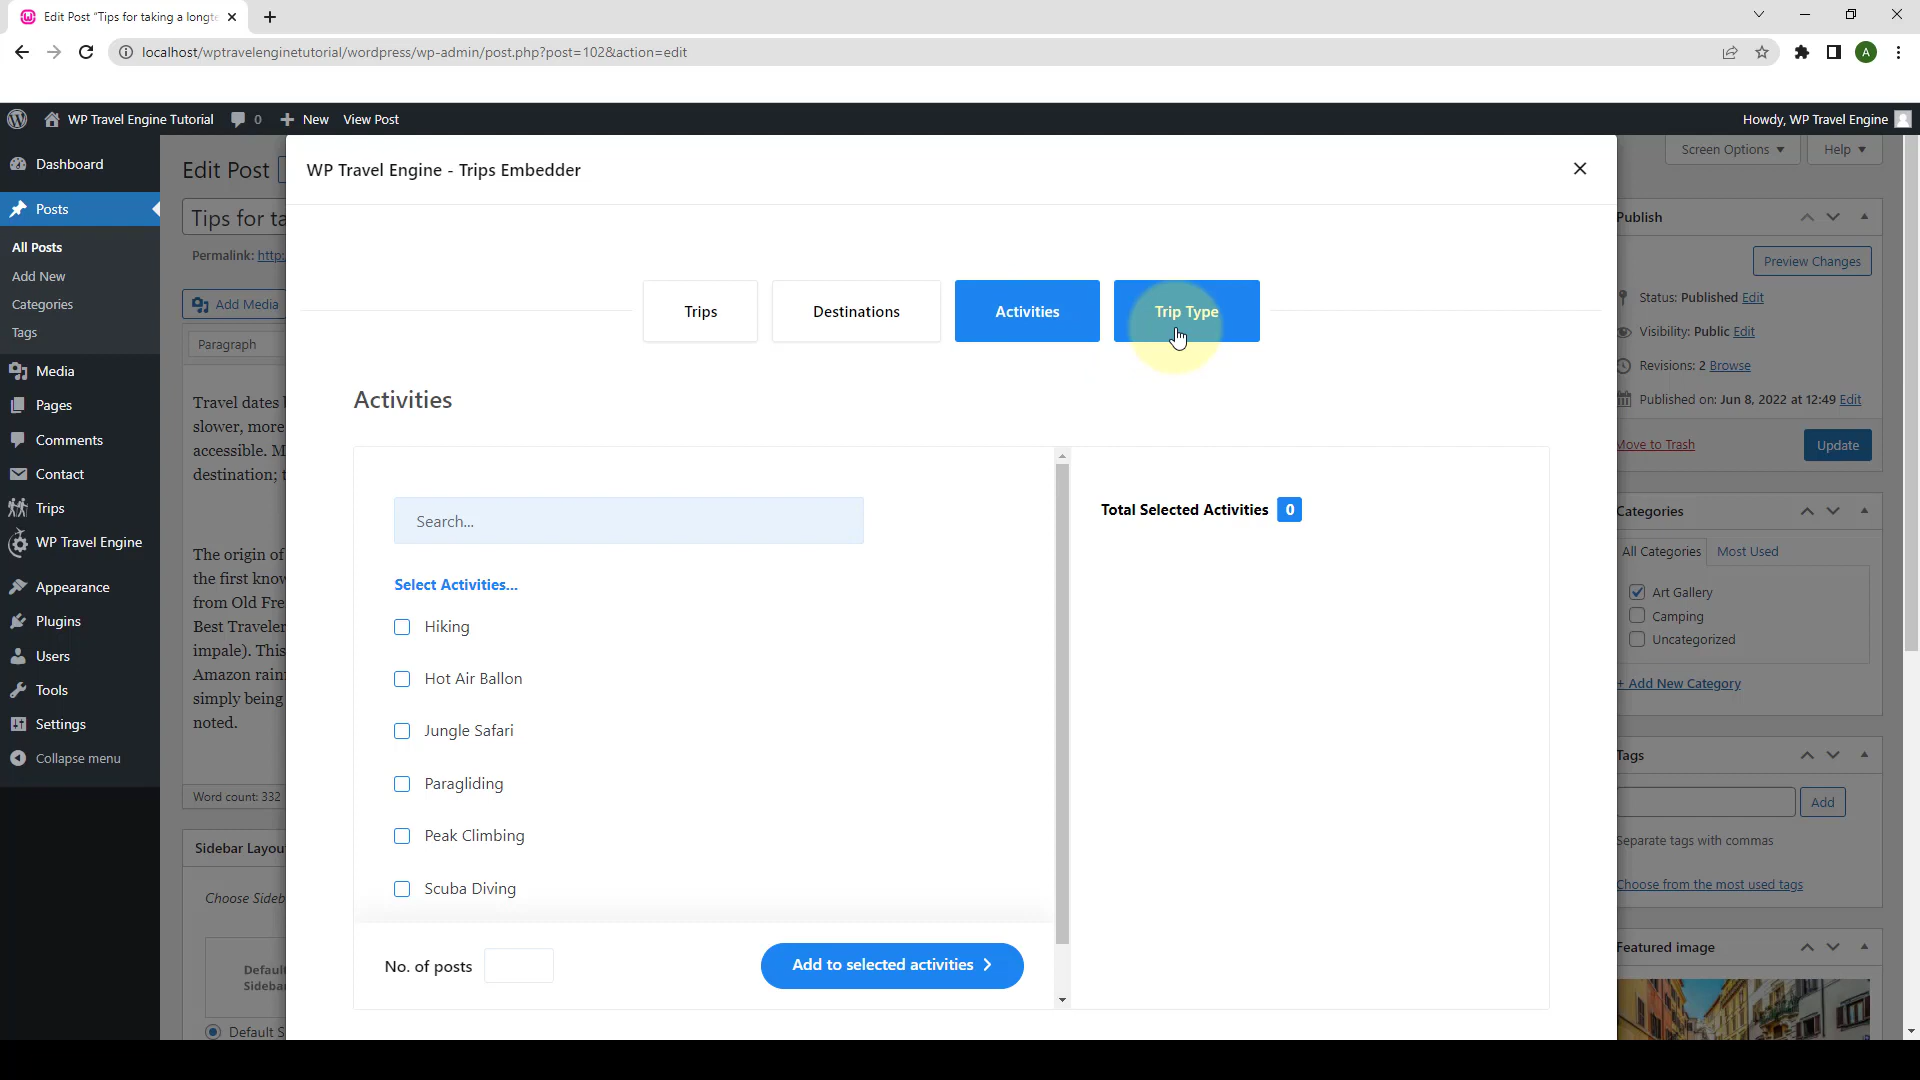 Edit Post "Tips for taking a longte
localhost/wptravelenginetutorial/wordpress/wp-admin/post.php?post=102&action=edit
A
WP Travel Engine Tutorial
0
New
View Post
Howdy, WP Travel Engine
Dashboard
Posts
All Posts
Add New
Categories
Tags
Media
Pages
Comments
Contact
Trips
WP Travel Engine
Appearance
Plugins
Users
Tools
Settings
Collapse menu
Edit Post
Screen Options
Help
Tips for ta
Permalink: http:
Add Media
Paragraph
Travel dates
slower, more
accessible. M
destination; t
The origin of
the first know
from Old Fre
Best Traveler
impale). This
Amazon rain
simply being
noted.
Word count: 332
Sidebar Layou
Choose Sideb
Default
Sidebar
Default S
WP Travel Engine - Trips Embedder
Trips
Destinations
Activities
Trip Type
Activities
Search...
Select Activities...
Hiking
Hot Air Ballon
Jungle Safari
Paragliding
Peak Climbing
Scuba Diving
No. of posts
Add to selected activities
Total Selected Activities 0
Publish
Preview Changes
Status: Published Edit
Visibility: Public Edit
Revisions: 2 Browse
Published on: Jun 8, 2022 at 12:49 Edit
Move to Trash
Update
Categories
All Categories
Most Used
Art Gallery
Camping
Uncategorized
+ Add New Category
Tags
Add
Separate tags with commas
Choose from the most used tags
Featured image